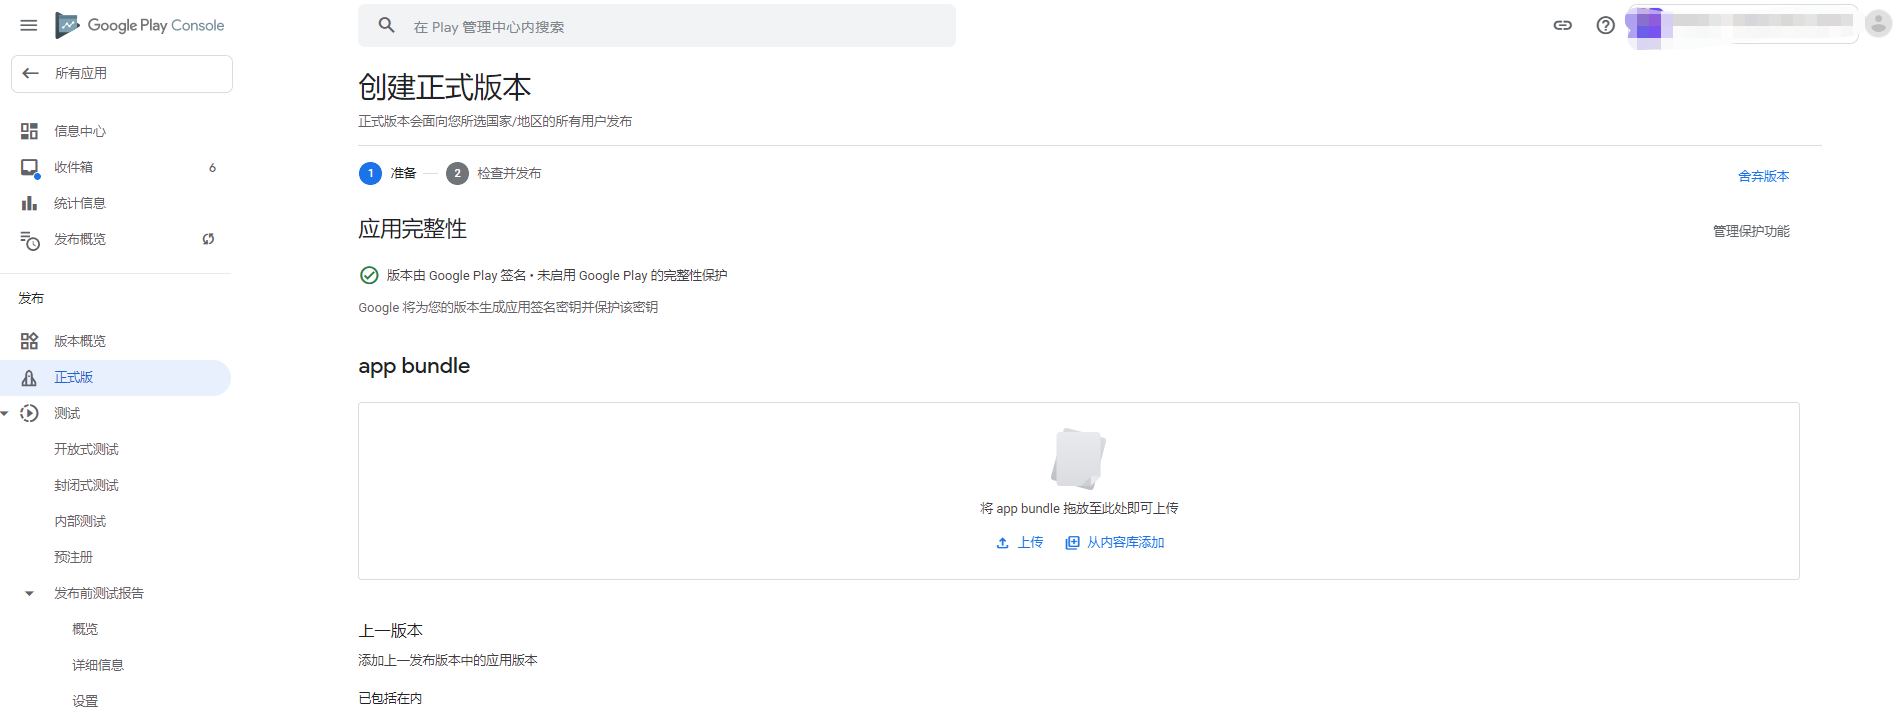 Google Play Console
在 Play 管理中心内搜索
所有应用
信息中心
收件箱 6
统计信息
发布概览
发布
版本概览
正式版
测试
开放式测试
封闭式测试
内部测试
预注册
发布前测试报告
概览
详细信息
设置
创建正式版本
正式版本会面向您所选国家/地区的所有用户发布
1 准备 2 检查并发布
舍弃版本
应用完整性
管理保护功能
版本由 Google Play 签名 • 未启用 Google Play 的完整性保护
Google 将为您的版本生成应用签名密钥并保护该密钥
app bundle
将 app bundle 拖放至此处即可上传
上传 从内容库添加
上一版本
添加上一发布版本中的应用版本
已包括在内